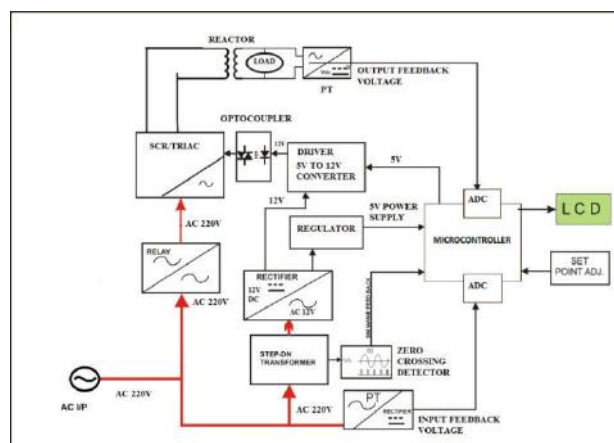 REACTOR
LOAD
PT
OUTPUT FEEDBACK
VOLTAGE
OPTOCOUPLER
SCR/TRIAC
12V
DRIVER
5V TO 12V
CONVERTER
5V
ADC
LCD
12V
5V POWER
SUPPLY
AC 220V
REGULATOR
MICROCONTROLLER
SET
POINT ADJ.
RELAY
RECTIFIER
12V
DC
AC 12V
ADC
AC 220V
STEP-DN
TRANSFORMER
ZERO
CROSSING
DETECTOR
AC 220V
AC 220V
AC I/P
PT
RECTIFIER
INPUT FEEDBACK
VOLTAGE